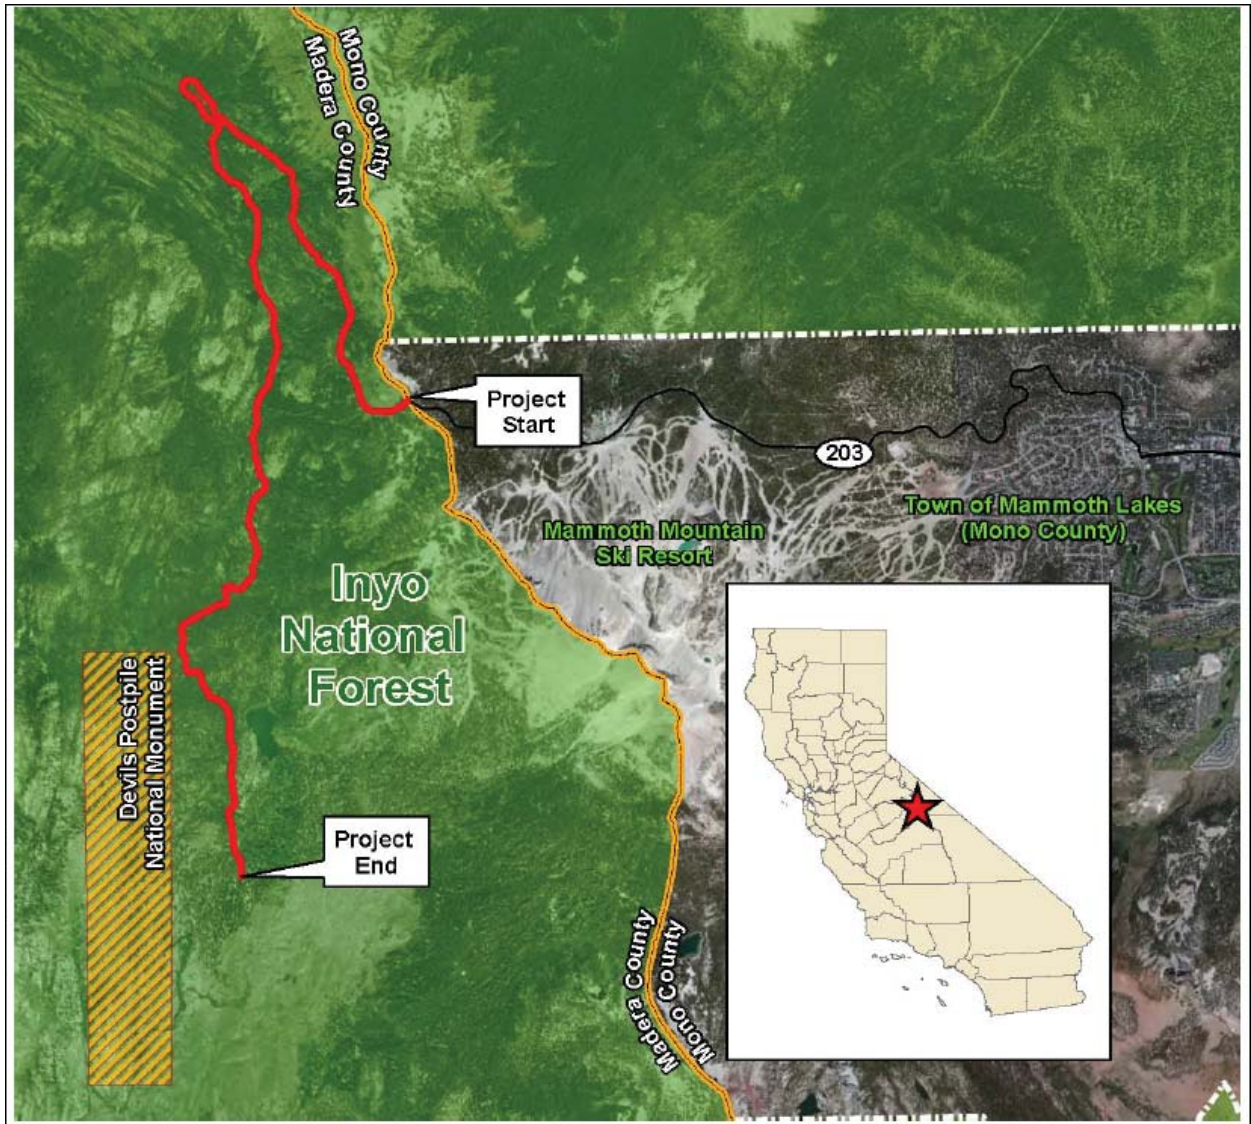 Mono County
Madera County
Project
Start
203
Town of Mammoth Lakes
(Mono County)
Mammoth Mountain
Ski Resort
Inyo
National
Forest
Devils Postpile
National Monument
Project
End
Madera County
Mono County